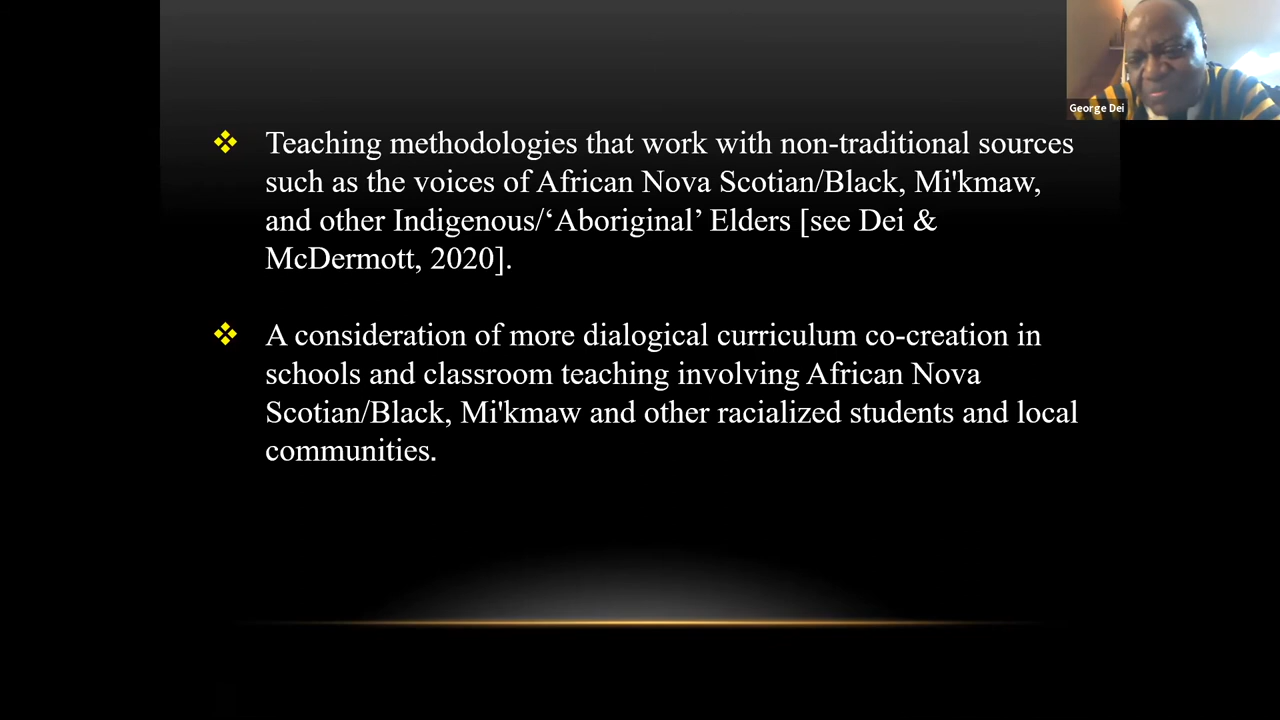 George Dei
Teaching methodologies that work with non-traditional sources
such as the voices of African Nova Scotian/Black, Mi'kmaw,
and other Indigenous/‘Aboriginal’ Elders [see Dei &
McDermott, 2020].
A consideration of more dialogical curriculum co-creation in
schools and classroom teaching involving African Nova
Scotian/Black, Mi'kmaw and other racialized students and local
communities.